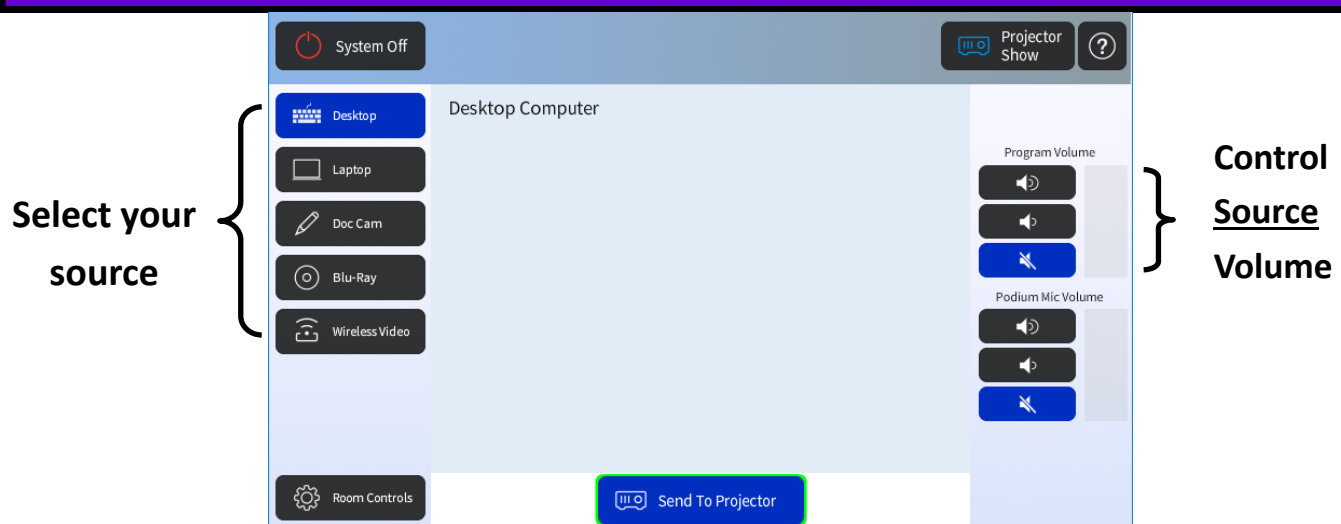 System Off
Projector
Show
?
Select your
source
Desktop
Laptop
Doc Cam
Blu-Ray
Wireless Video
Room Controls
Desktop Computer
Send To Projector
Program Volume
Podium Mic Volume
Control
Source
Volume